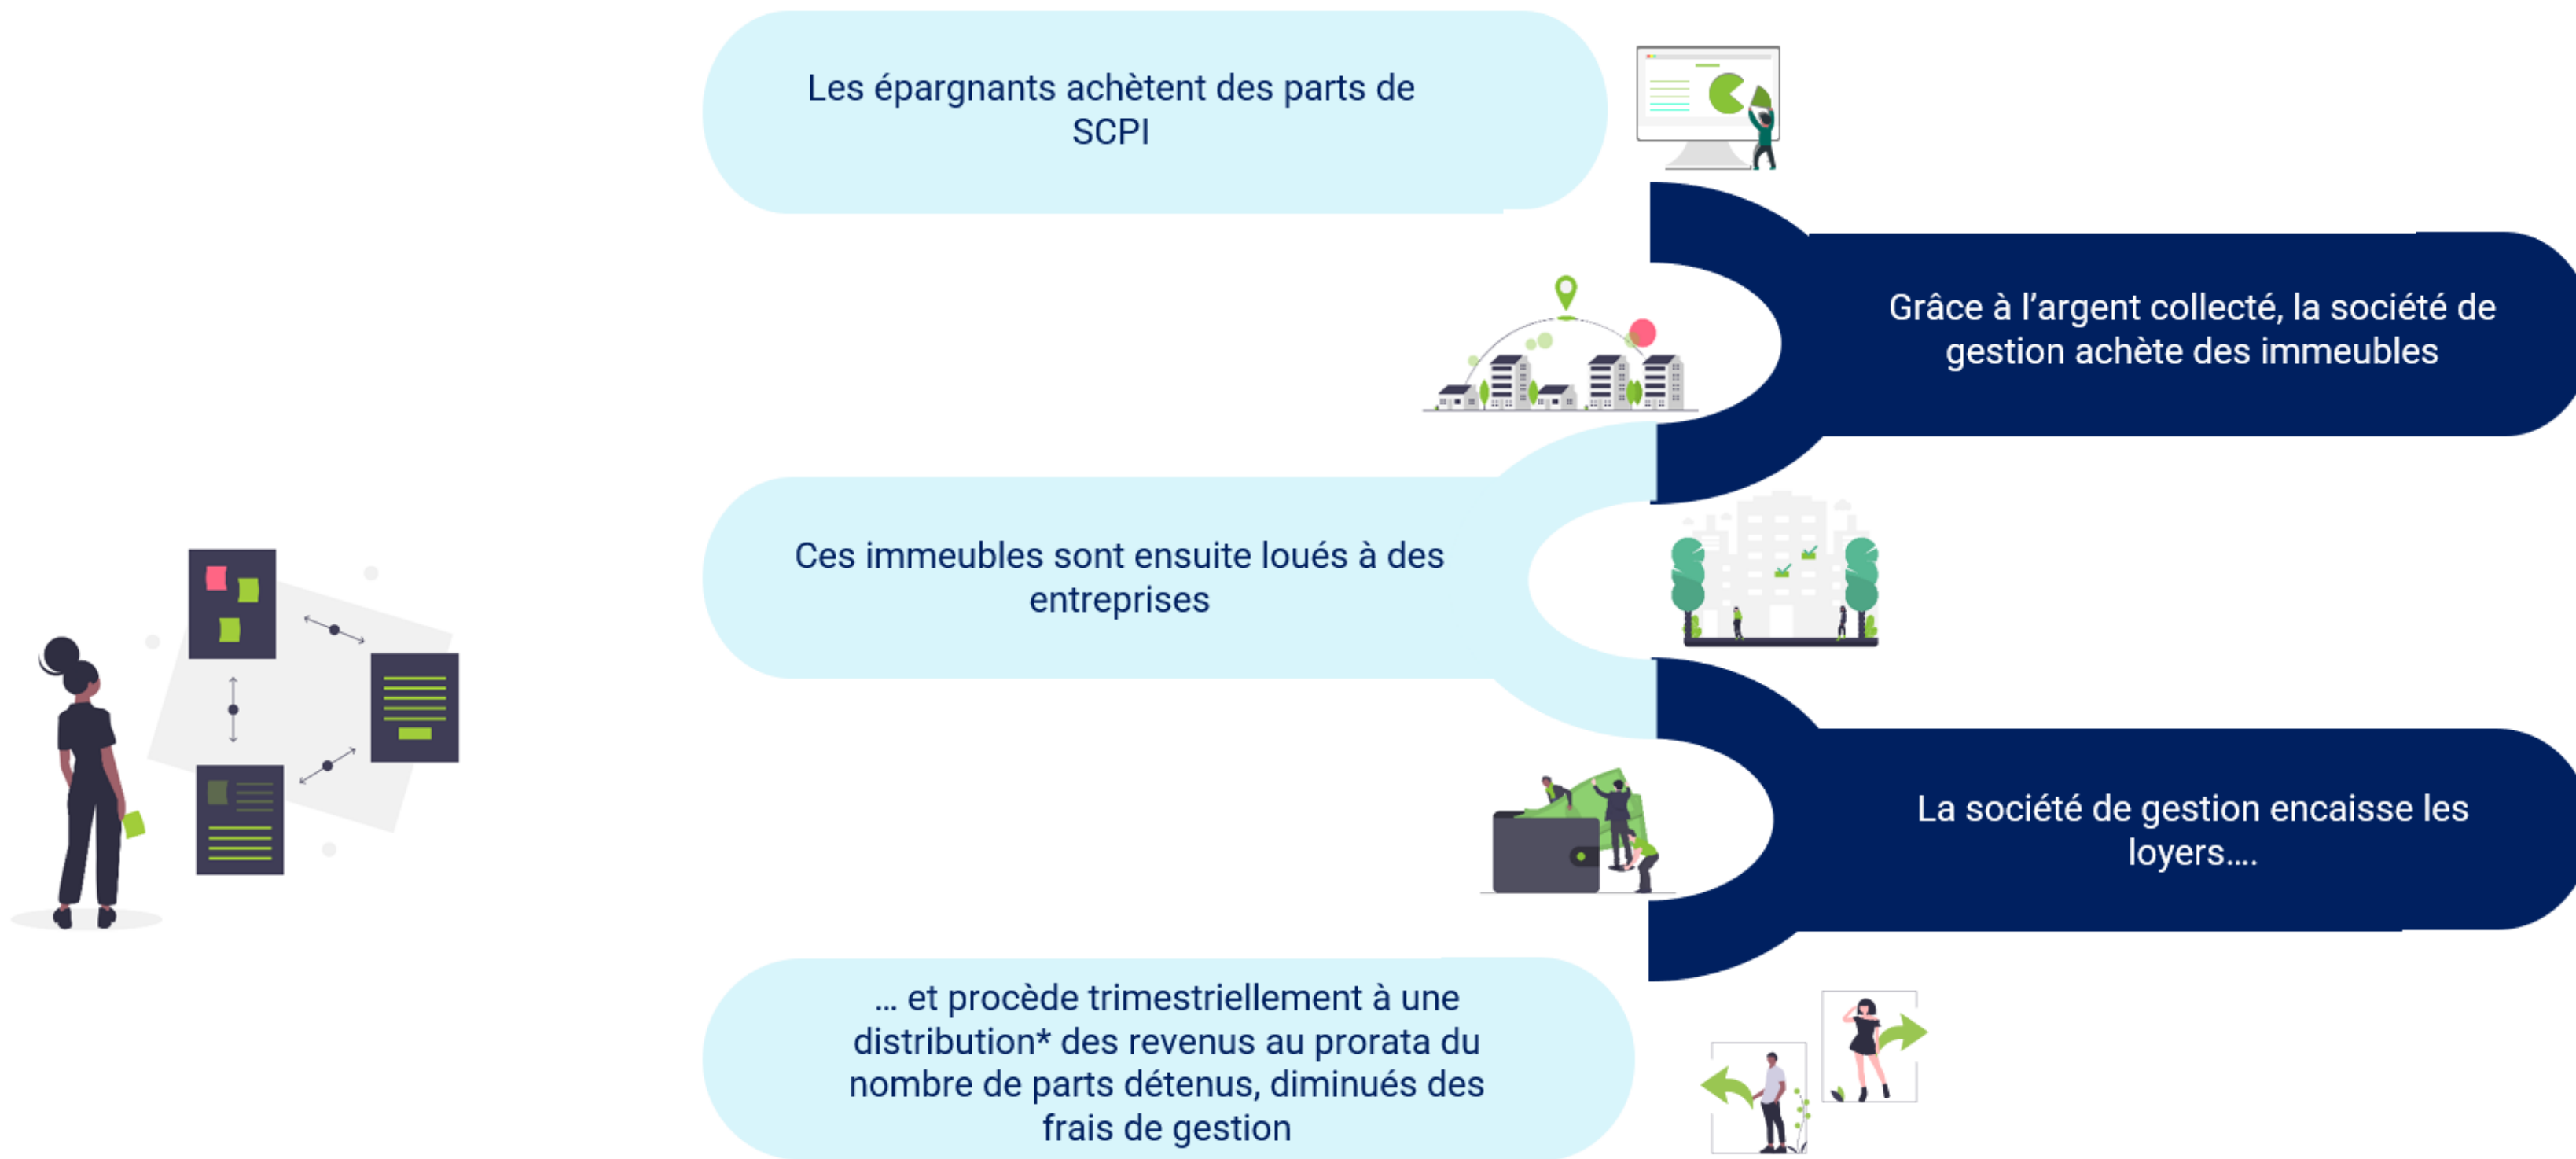 Les épargnants achètent des parts de
SCPI
Grâce à l’argent collecté, la société de
gestion achète des immeubles
Ces immeubles sont ensuite loués à des
entreprises
La société de gestion encaisse les
loyers....
... et procède trimestriellement à une
distribution* des revenus au prorata du
nombre de parts détenus, diminués des
frais de gestion